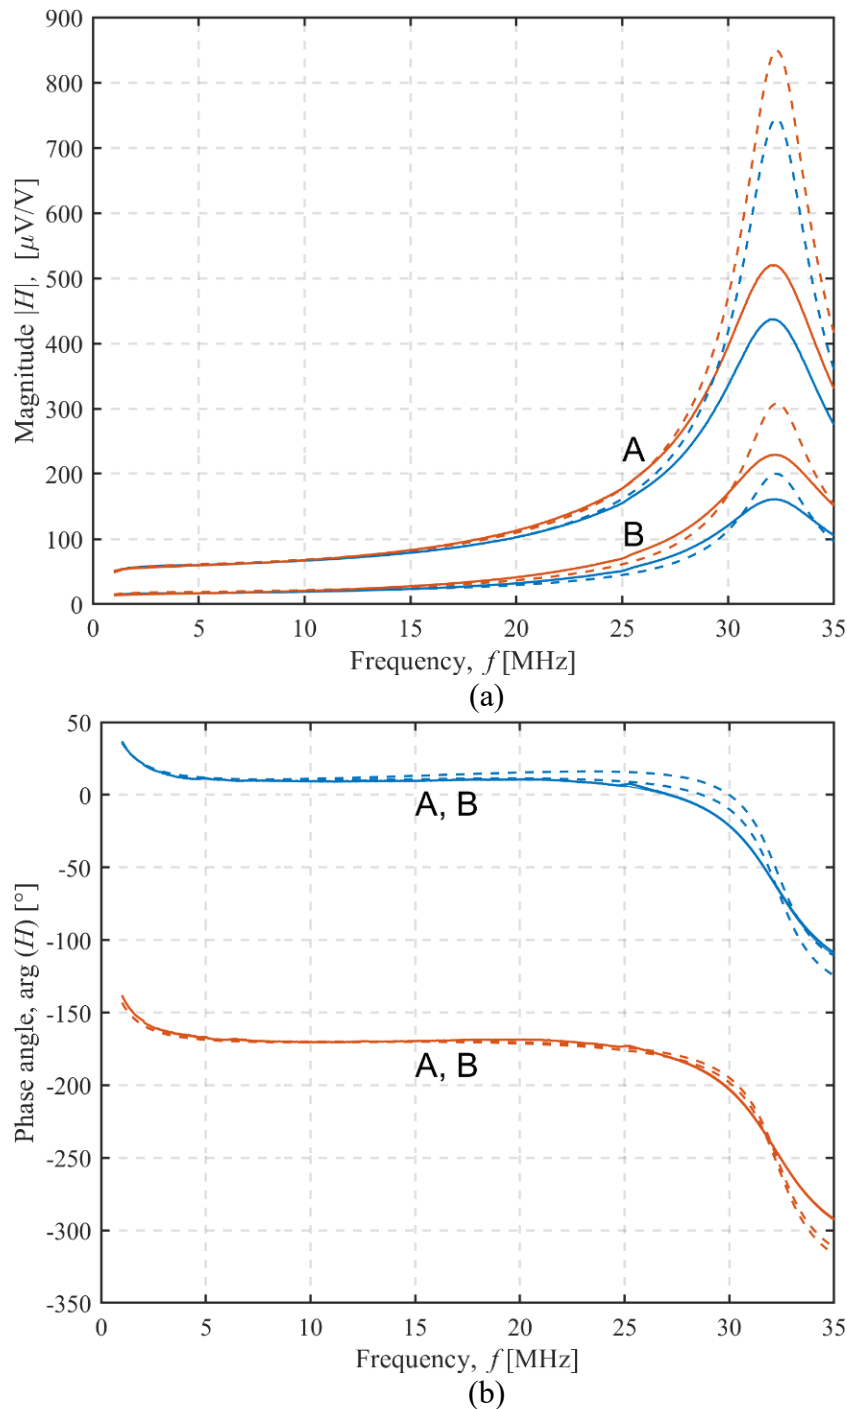 900
800
700
600
500
400
300
200
100
0
Magnitude |H|, [μV/V]
A
B
0 5 10 15 20 25 30 35
Frequency, f [MHz]
(a)
50
0
-50
-100
-150
-200
-250
-300
-350
Phase angle, arg (H) [°]
A, B
A, B
0 5 10 15 20 25 30 35
Frequency, f [MHz]
(b)